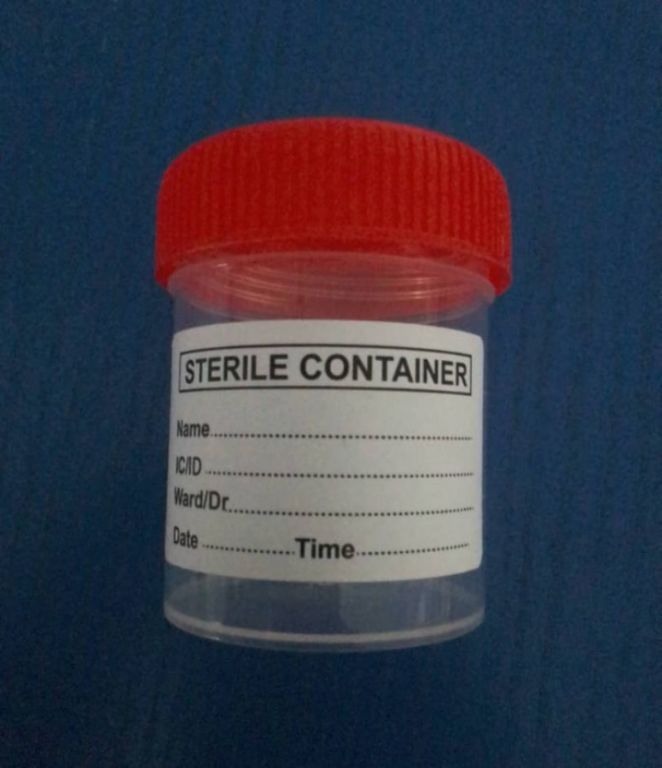 STERILE CONTAINER
Name..............................................
IC/ID ..............................................
Ward/Dr..........................................
Date ................Time....................